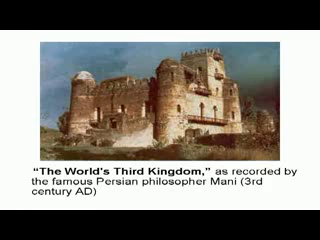 “The World's Third Kingdom,” as recorded by
the famous Persian philosopher Mani (3rd
century AD)